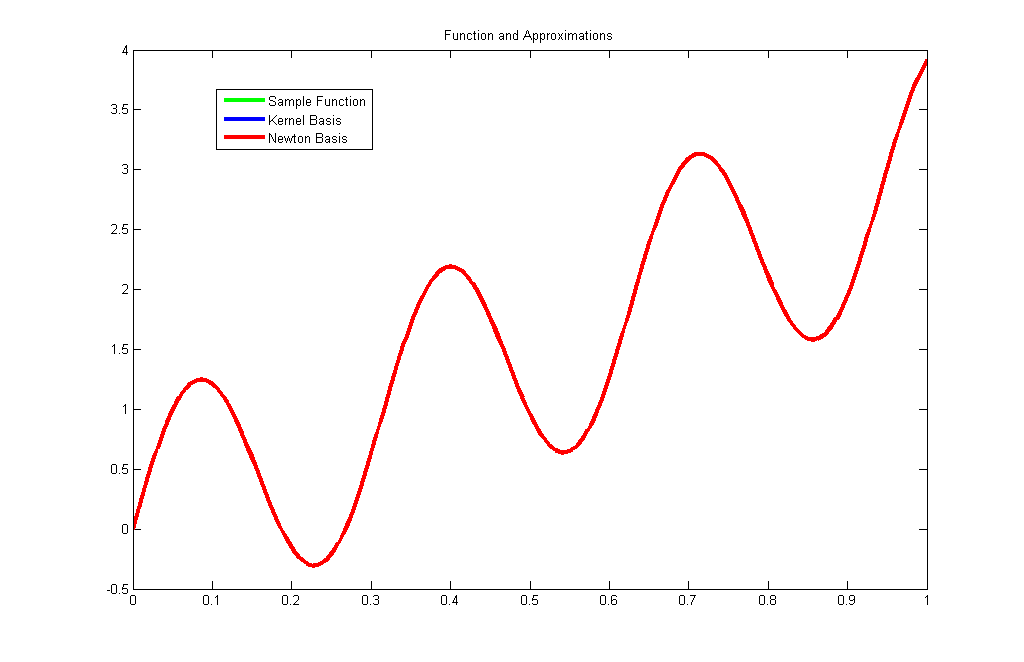 Function and Approximations
4
3.5
3
2.5
2
1.5
1
0.5
0
-0.5
Sample Function
Kernel Basis
Newton Basis
0 0.1 0.2 0.3 0.4 0.5 0.6 0.7 0.8 0.9 1